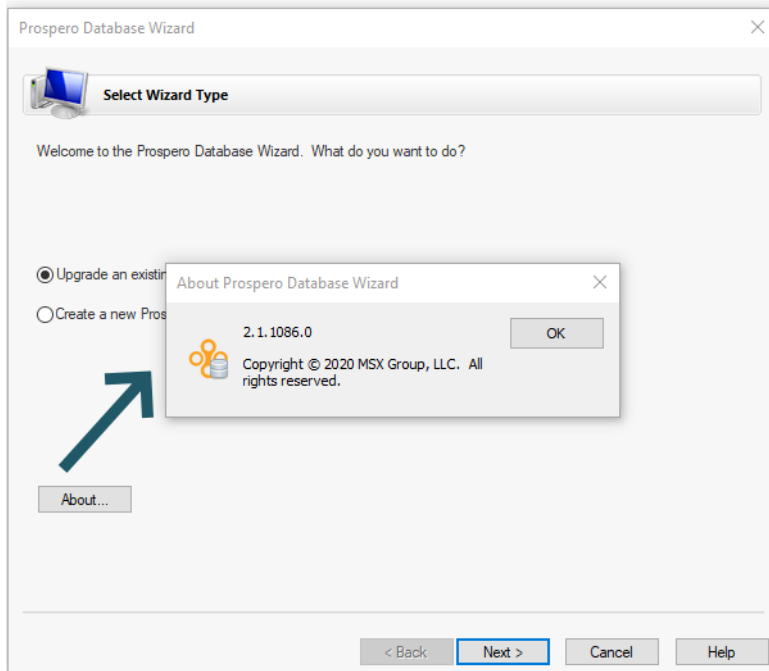 Prospero Database Wizard
Select Wizard Type
Welcome to the Prospero Database Wizard. What do you want to do?
Upgrade an existin
Create a new Pros
About Prospero Database Wizard
2.1.1086.0
OK
Copyright © 2020 MSX Group, LLC. All
rights reserved.
About...
< Back Next > Cancel Help